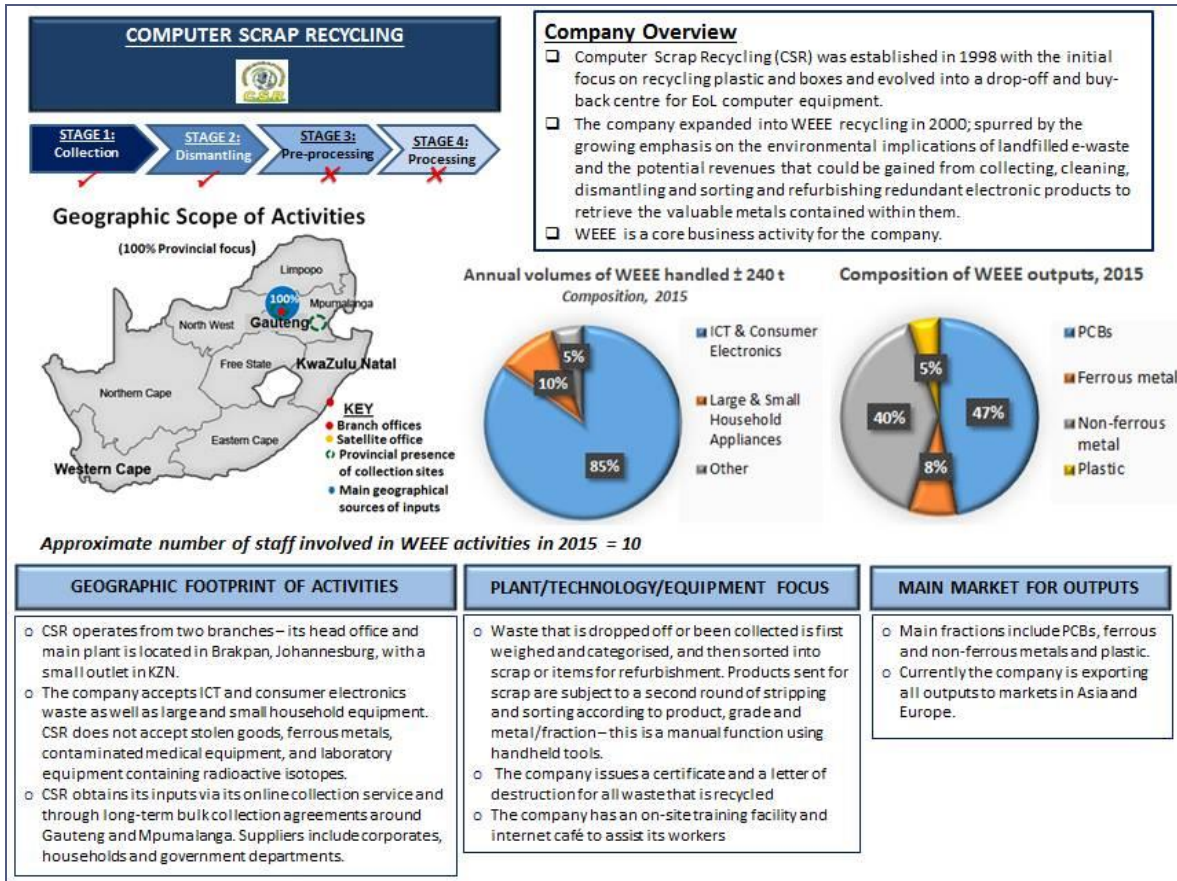 COMPUTER SCRAP RECYCLING
C.S.R
STAGE 1:
Collection
STAGE 2:
Dismantling
STAGE 3:
Pre-processing
STAGE 4:
Processing
Company Overview
Computer Scrap Recycling (CSR) was established in 1998 with the initial
focus on recycling plastic and boxes and evolved into a drop-off and buy-
back centre for EoL computer equipment.
The company expanded into WEEE recycling in 2000; spurred by the
growing emphasis on the environmental implications of landfilled e-waste
and the potential revenues that could be gained from collecting, cleaning,
dismantling and sorting and refurbishing redundant electronic products to
retrieve the valuable metals contained within them.
WEEE is a core business activity for the company.
Geographic Scope of Activities
(100% Provincial focus)
Limpopo
100%
Mpumalanga
North West
Gauteng
Free State
KwaZulu Natal
Northern Cape
Eastern Cape
Western Cape
KEY
Branch offices
Satellite office
Provincial presence
of collection sites
Main geographical
sources of inputs
Annual volumes of WEEE handled ± 240 t
Composition, 2015
5%
10%
85%
ICT & Consumer
Electronics
Large & Small
Household
Appliances
Other
Composition of WEEE outputs, 2015
5%
40%
47%
8%
PCBs
Ferrous metal
Non-ferrous
metal
Plastic
Approximate number of staff involved in WEEE activities in 2015 = 10
GEOGRAPHIC FOOTPRINT OF ACTIVITIES
CSR operates from two branches – its head office and
main plant is located in Brakpan, Johannesburg, with a
small outlet in KZN.
The company accepts ICT and consumer electronics
waste as well as large and small household equipment.
CSR does not accept stolen goods, ferrous metals,
contaminated medical equipment, and laboratory
equipment containing radioactive isotopes.
CSR obtains its inputs via its online collection service and
through long-term bulk collection agreements around
Gauteng and Mpumalanga. Suppliers include corporates,
households and government departments.
PLANT/TECHNOLOGY/EQUIPMENT FOCUS
Waste that is dropped off or been collected is first
weighed and categorised, and then sorted into
scrap or items for refurbishment. Products sent for
scrap are subject to a second round of stripping
and sorting according to product, grade and
metal/fraction – this is a manual function using
handheld tools.
The company issues a certificate and a letter of
destruction for all waste that is recycled
The company has an on-site training facility and
internet café to assist its workers
MAIN MARKET FOR OUTPUTS
Main fractions include PCBs, ferrous
and non-ferrous metals and plastic.
Currently the company is exporting
all outputs to markets in Asia and
Europe.